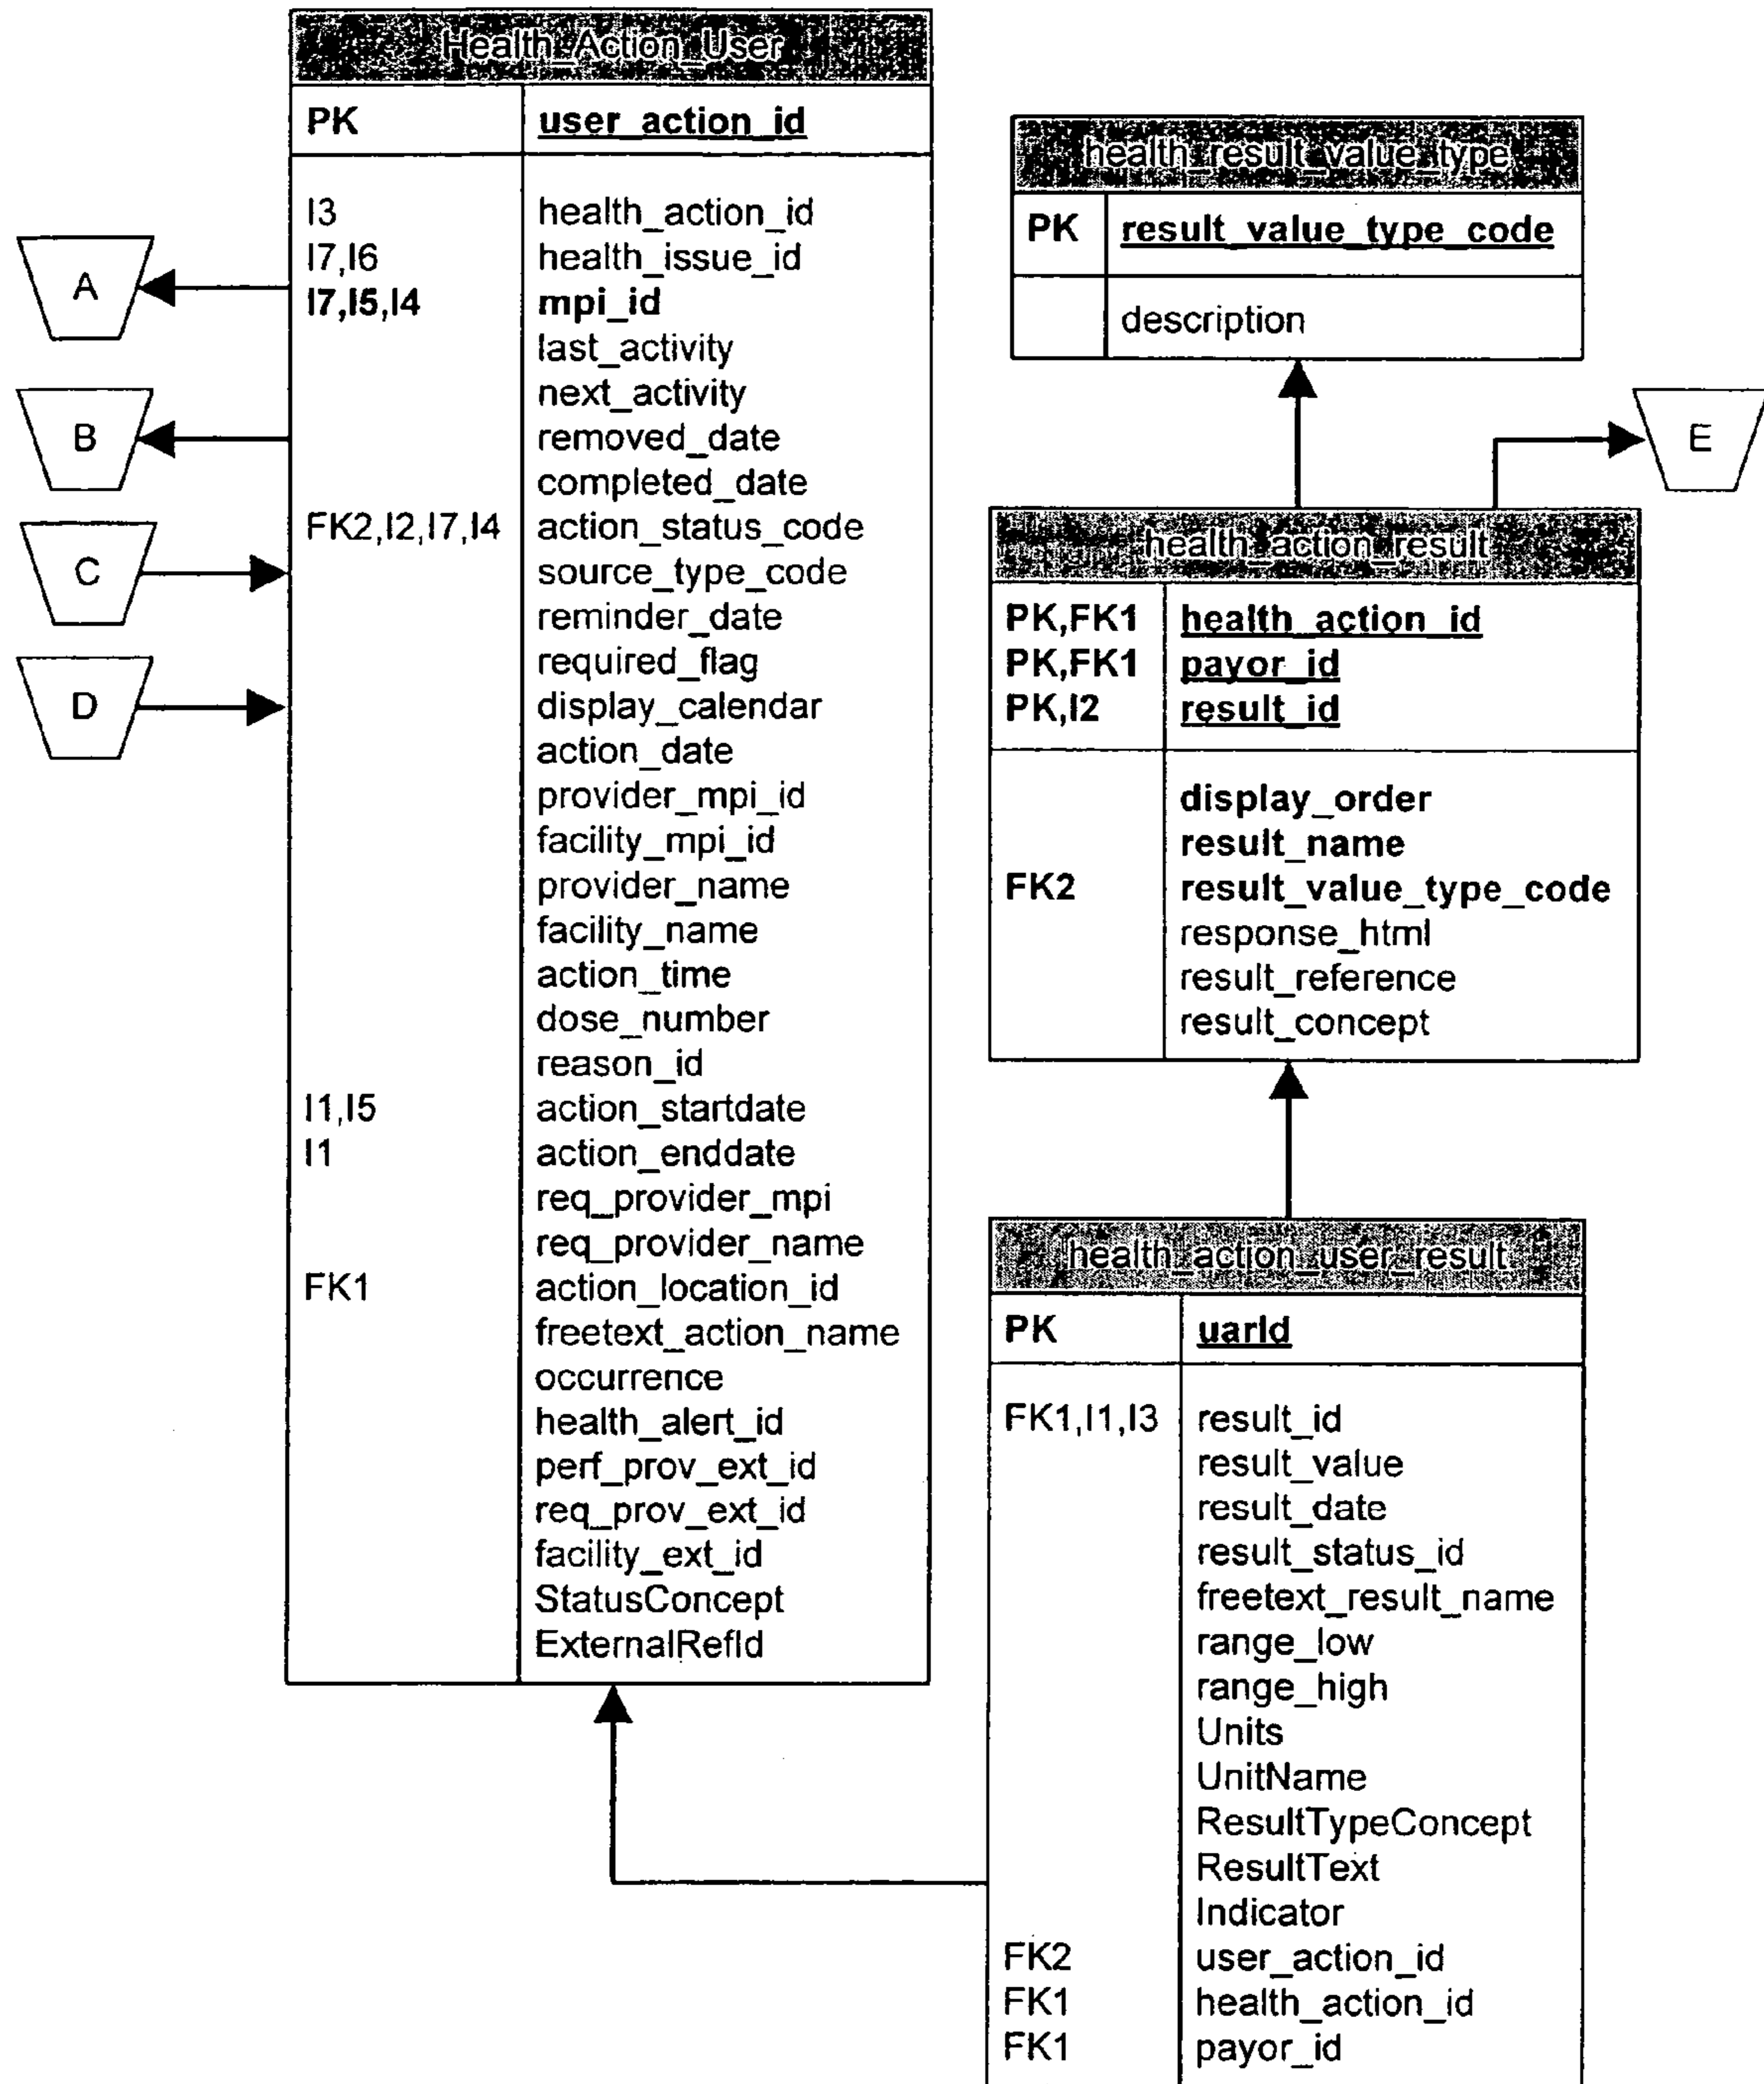 Health_Action_User
PK user_action_id
I3 health_action_id
I7,I6 health_issue_id
I7,I5,I4 mpi_id
last_activity
next_activity
removed_date
completed_date
FK2,I2,I7,I4 action_status_code
source_type_code
reminder_date
required_flag
display_calendar
action_date
provider_mpi_id
facility_mpi_id
provider_name
facility_name
action_time
dose_number
reason_id
I1,I5 action_startdate
I1 action_enddate
req_provider_mpi
req_provider_name
FK1 action_location_id
freetext_action_name
occurrence
health_alert_id
perf_prov_ext_id
req_prov_ext_id
facility_ext_id
StatusConcept
ExternalRefId
A
B
C
D
health_result_value_type
PK result_value_type_code
description
E
health_action_result
PK,FK1 health_action_id
PK,FK1 payor_id
PK,I2 result_id
display_order
result_name
FK2 result_value_type_code
response_html
result_reference
result_concept
health_action_user_result
PK uarId
FK1,I1,I3 result_id
result_value
result_date
result_status_id
freetext_result_name
range_low
range_high
Units
UnitName
ResultTypeConcept
ResultText
Indicator
FK2 user_action_id
FK1 health_action_id
FK1 payor_id